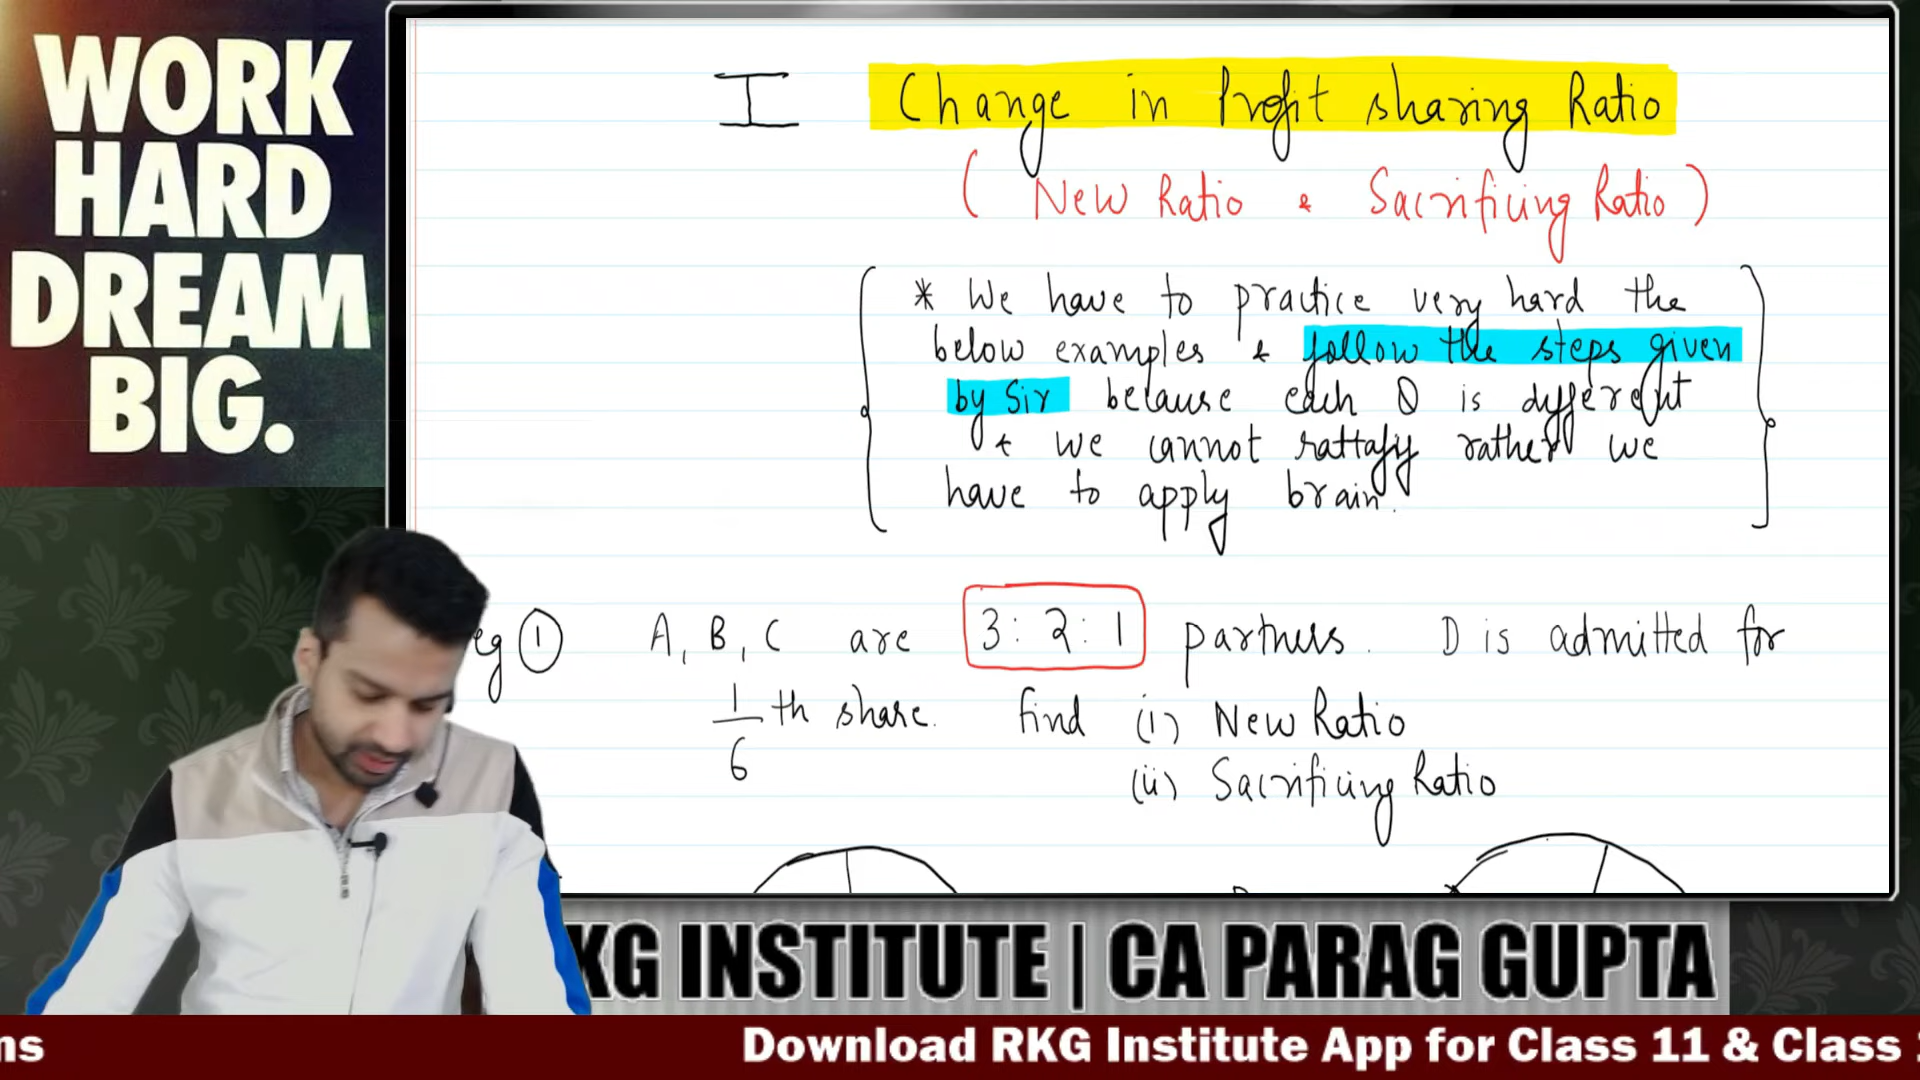 WORK
HARD
DREAM
BIG.
I Change in Profit sharing Ratio
( New Ratio & Sacrificing Ratio )
* We have to practice very hard the
below examples & follow the steps given
by Sir because each Q is different
& we cannot rattafy rather we
have to apply brain.
eg 1 A, B, C are 3 : 2 : 1 partners. D is admitted for
1/6 th share. find (i) New Ratio
(ii) Sacrificing Ratio
KG INSTITUTE | CA PARAG GUPTA
ns Download RKG Institute App for Class 11 & Class